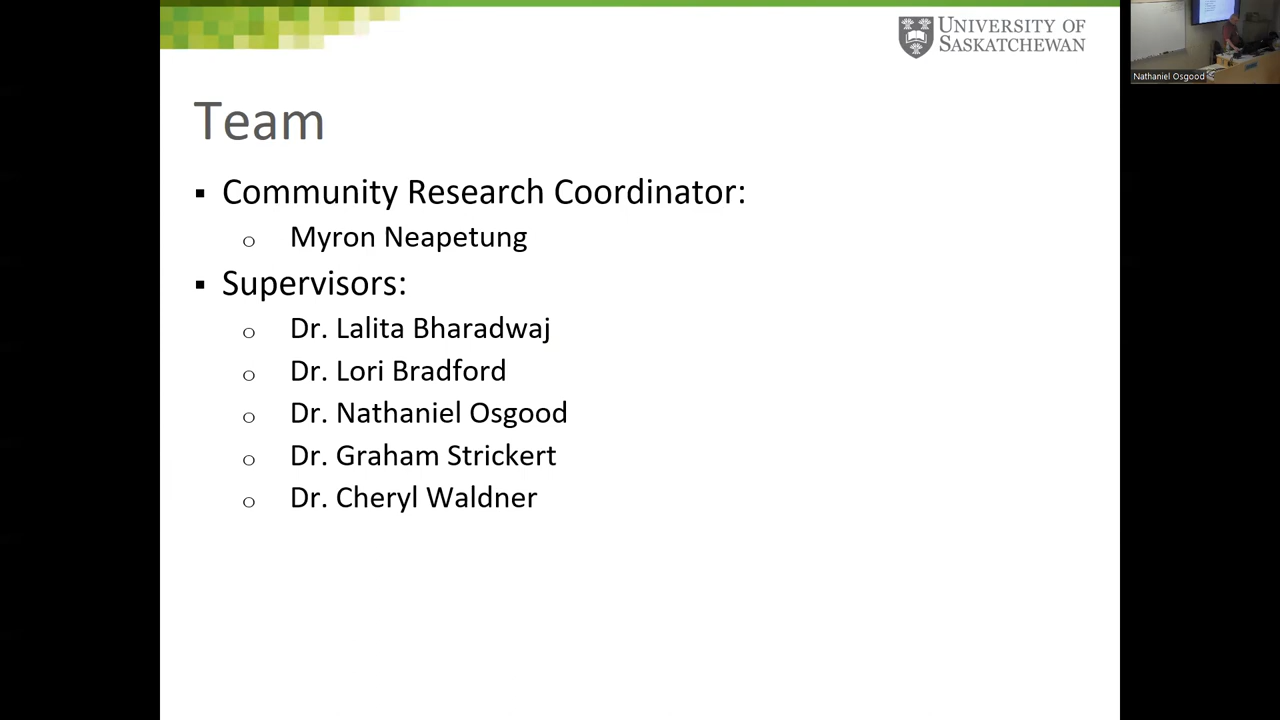 UNIVERSITY OF
SASKATCHEWAN
Nathaniel Osgood
Team
Community Research Coordinator:
Myron Neapetung
Supervisors:
Dr. Lalita Bharadwaj
Dr. Lori Bradford
Dr. Nathaniel Osgood
Dr. Graham Strickert
Dr. Cheryl Waldner